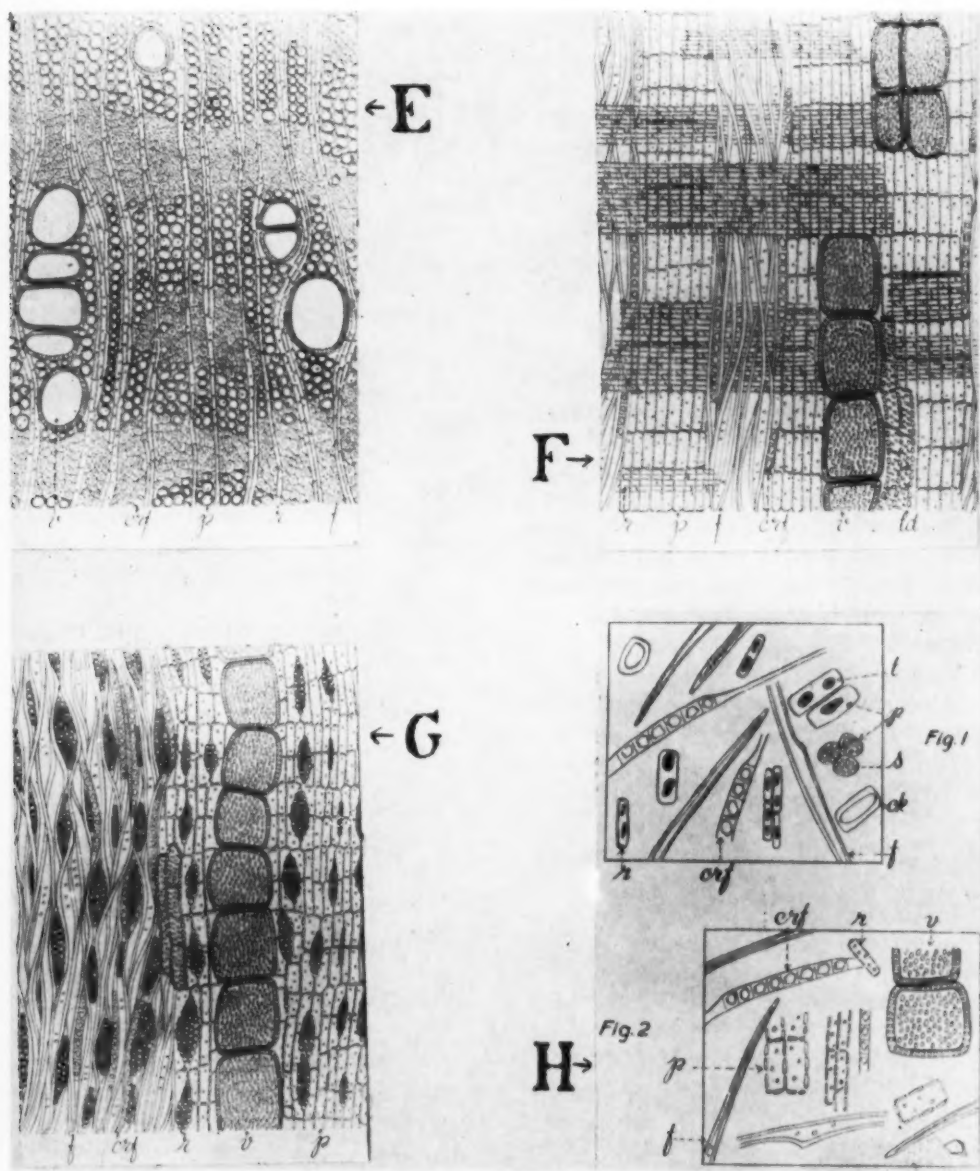 ← E
v crf p r f
F →
r p f crf v td
← G
f crf r v p
Fig. 1
t
p
s
ck
f
r crf
H →
Fig. 2
crf r v
p
f